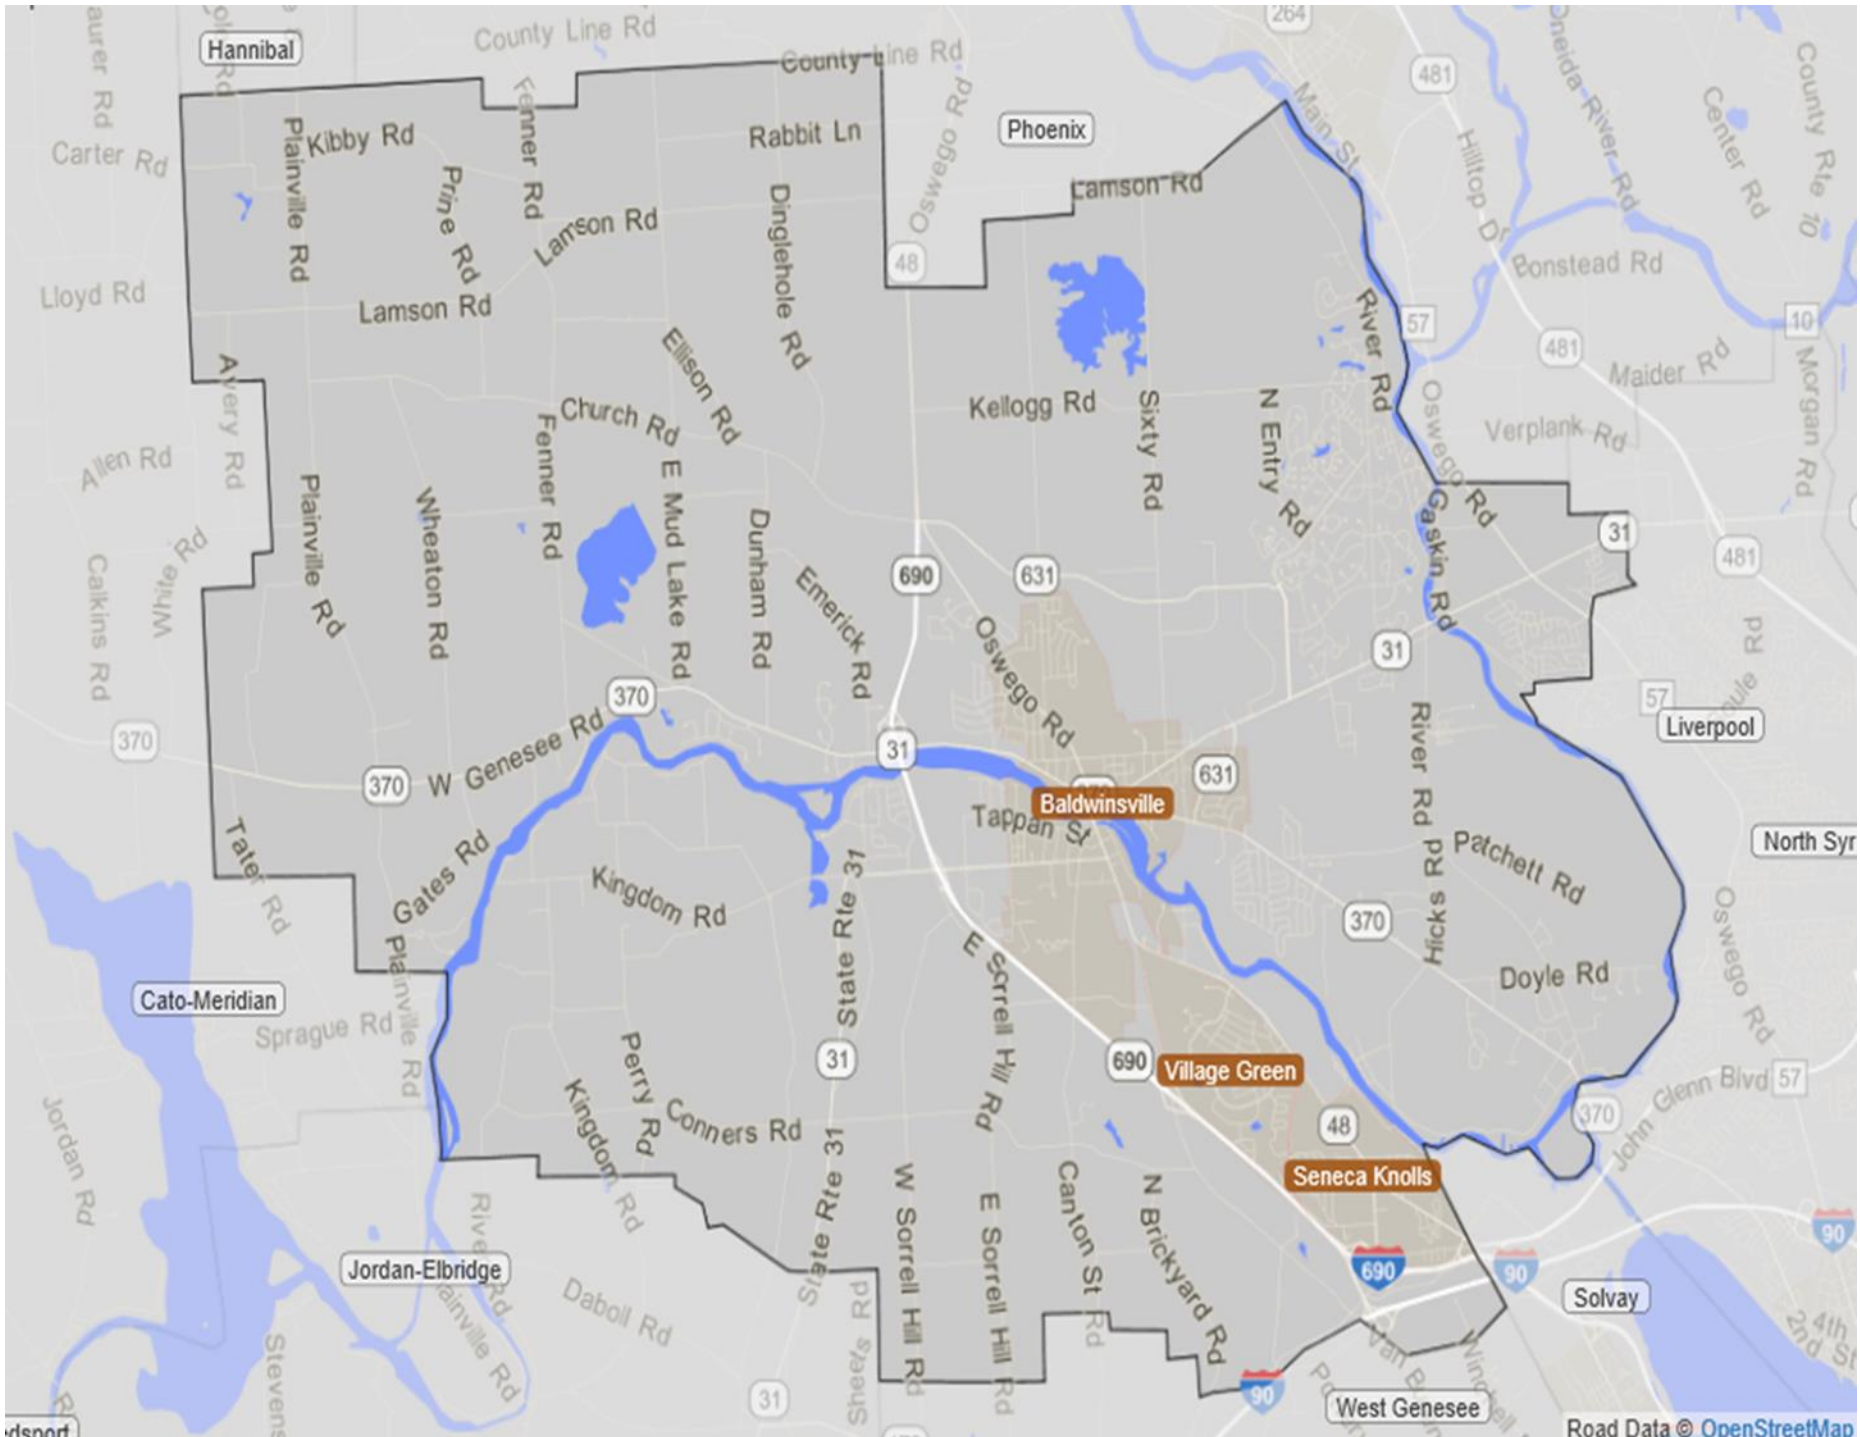 264
Hannibal
County Line Rd
County Line Rd
481
Main St
Oneida River Rd
Center Rd
County Rte 10
Carter Rd
Kibby Rd
Plainville Rd
Prine Rd
Fenner Rd
Rabbit Ln
Oswego Rd
Phoenix
Hilltop Dr
Lamson Rd
Lamson Rd
Dinglehole Rd
48
Bonstead Rd
Lloyd Rd
Lamson Rd
River Rd
57
10
481
Maider Rd
Morgan Rd
Avery Rd
Ellison Rd
Church Rd
Kellogg Rd
Sixty Rd
N Entry Rd
Oswego Rd
Verplank Rd
Allen Rd
Plainville Rd
Wheaton Rd
Fenner Rd
E Mud Lake Rd
Dunham Rd
Gaskin Rd
31
481
White Rd
Calkins Rd
Emerick Rd
690
631
Oswego Rd
31
370
57
Liverpool
370
370
W Genesee Rd
31
631
River Rd
Baldwinsville
Tappan St
Tater Rd
Gates Rd
Kingdom Rd
State Rte 31
Hicks Rd
Patchett Rd
North Syr
370
Oswego Rd
Plainville Rd
E Sorrell Hill Rd
Doyle Rd
Cato-Meridian
Sprague Rd
Perry Rd
31
690
Village Green
57
John Glenn Blvd
370
Jordan Rd
Kingdom Rd
Conners Rd
48
State Rte 31
Seneca Knolls
W Sorrell Hill Rd
E Sorrell Hill Rd
Canton St Rd
N Brickyard Rd
River Rd
90
Jordan-Elbridge
690
90
Solvay
Daboll Rd
Sheets Rd
4th
2nd St
Stevens
31
90
West Genesee
Road Data © OpenStreetMap